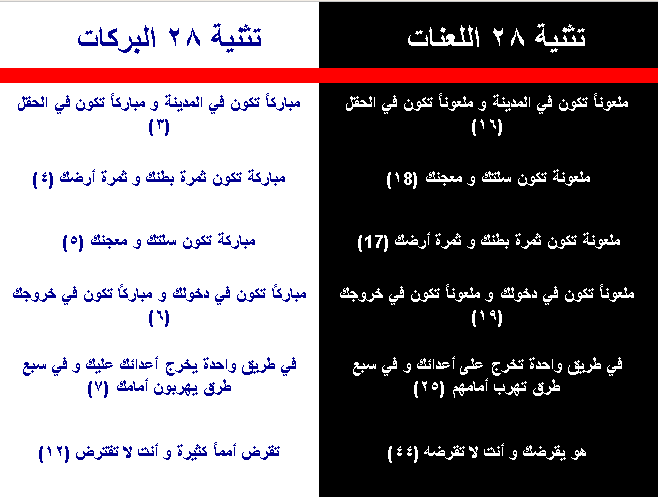 تثنية ٢٨ اللعنات
ملعوناً تكون في المدينة و ملعوناً تكون في الحقل
(١٦)
ملعونة تكون سلتك و معجنك (١8)
ملعونة تكون ثمرة بطنك و ثمرة أرضك (17)
ملعوناً تكون في دخولك و ملعوناً تكون في خروجك
(١٩)
في طريق واحدة تخرج على أعدائك و في سبع
طرق تهرب أمامهم (٢٥)
هو يقرضك و أنت لا تقرضه (٤٤)
تثنية ٢٨ البركات
مباركاً تكون في المدينة و مباركاً تكون في الحقل
(٣)
مباركة تكون ثمرة بطنك و ثمرة أرضك (٤)
مباركة تكون سلتك و معجنك (٥)
مباركاً تكون في دخولك و مباركاً تكون في خروجك
(٦)
في طريق واحدة يخرج أعدائك عليك و في سبع
طرق يهربون أمامك (٧)
تقرض أمماً كثيرة و أنت لا تقترض (١٢)